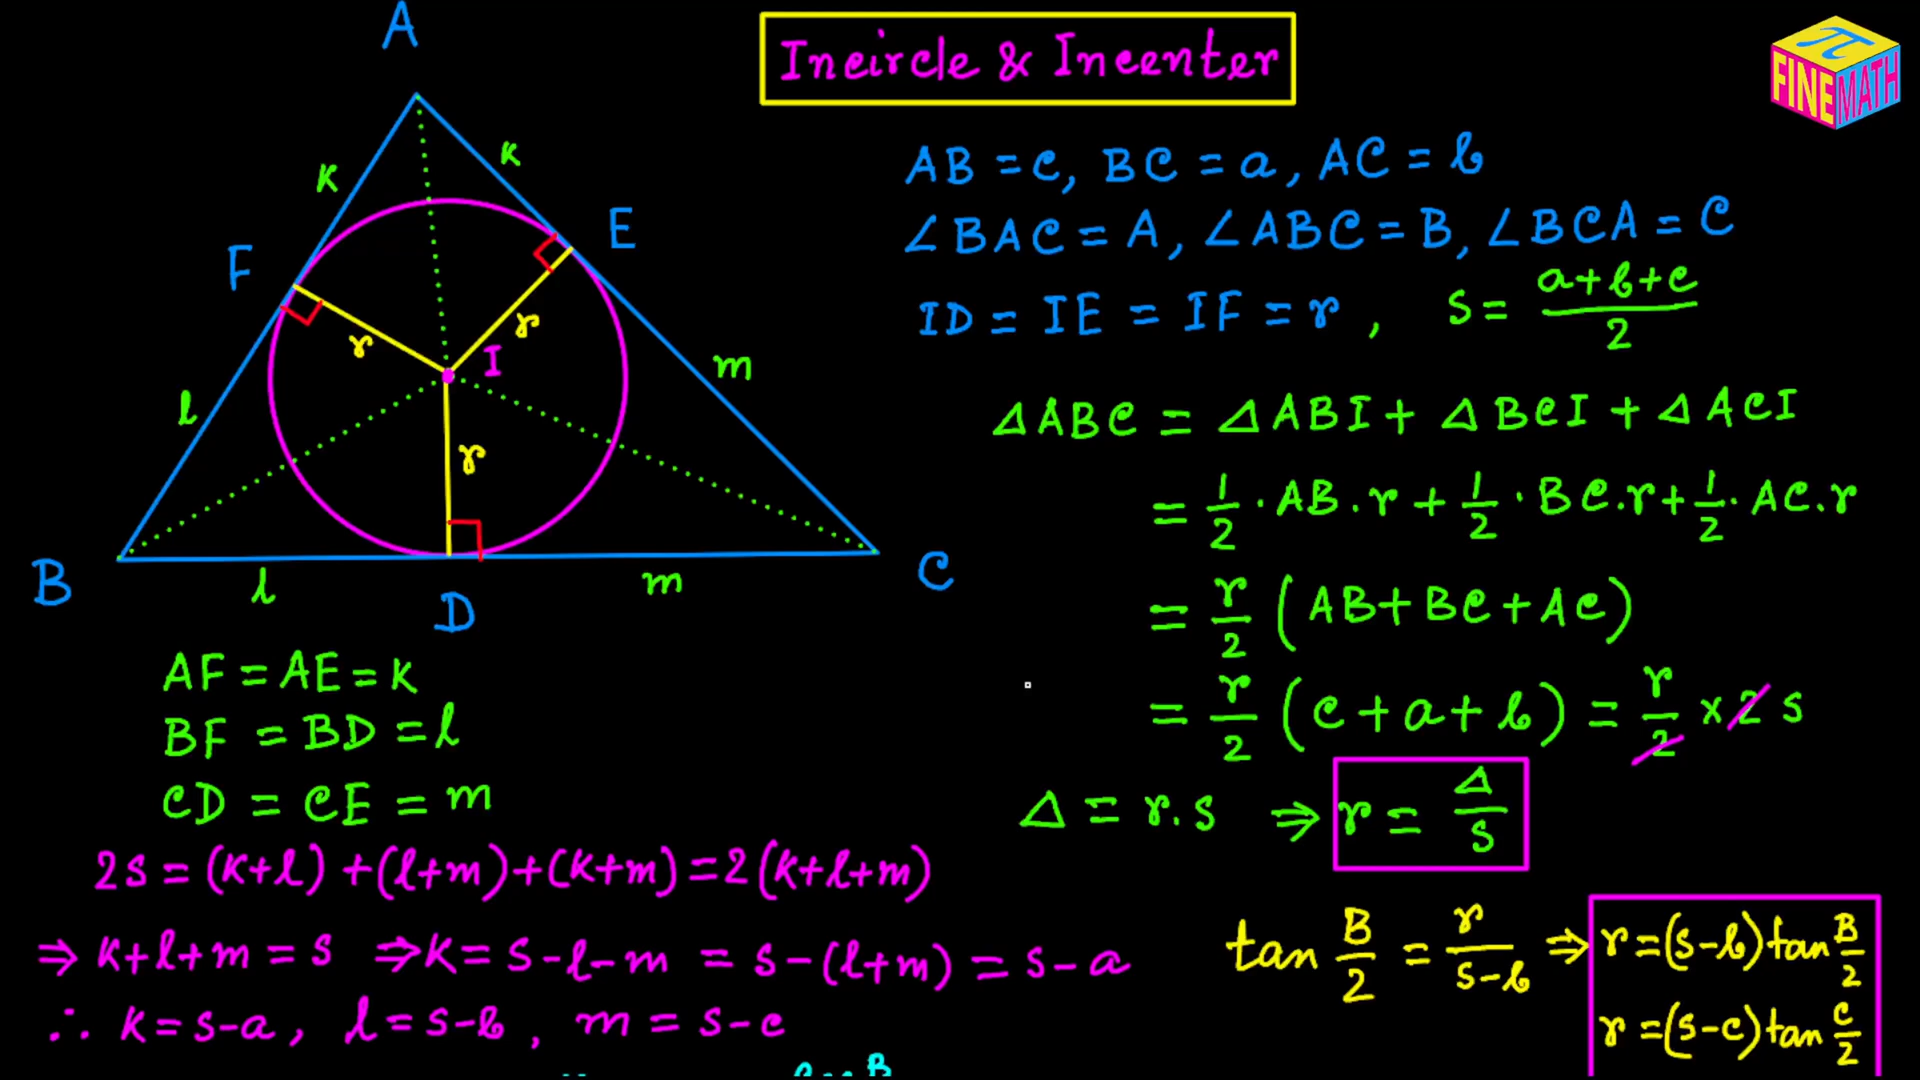 Incircle & Incenter
π
FINE MATH
A
K
K
F
E
r
r
I
l
m
r
B
l
D
m
C
AB = c, BC = a, AC = b
∠BAC = A, ∠ABC = B, ∠BCA = C
ID = IE = IF = r, s = (a+b+c)/2
ΔABC = ΔABI + ΔBCI + ΔACI
= 1/2 · AB.r + 1/2 · BC.r + 1/2 · AC.r
= r/2 (AB+BC+AC)
= r/2 (c+a+b) = r/2 × 2 s
Δ = r.s ⇒ r = Δ/s
AF = AE = K
BF = BD = l
CD = CE = m
2s = (K+l) + (l+m) + (K+m) = 2(K+l+m)
⇒ K+l+m = s ⇒ K = s-l-m = s-(l+m) = s-a
∴ K = s-a, l = s-b, m = s-c
tan B/2 = r/(s-b) ⇒ r = (s-b) tan B/2
r = (s-c) tan C/2